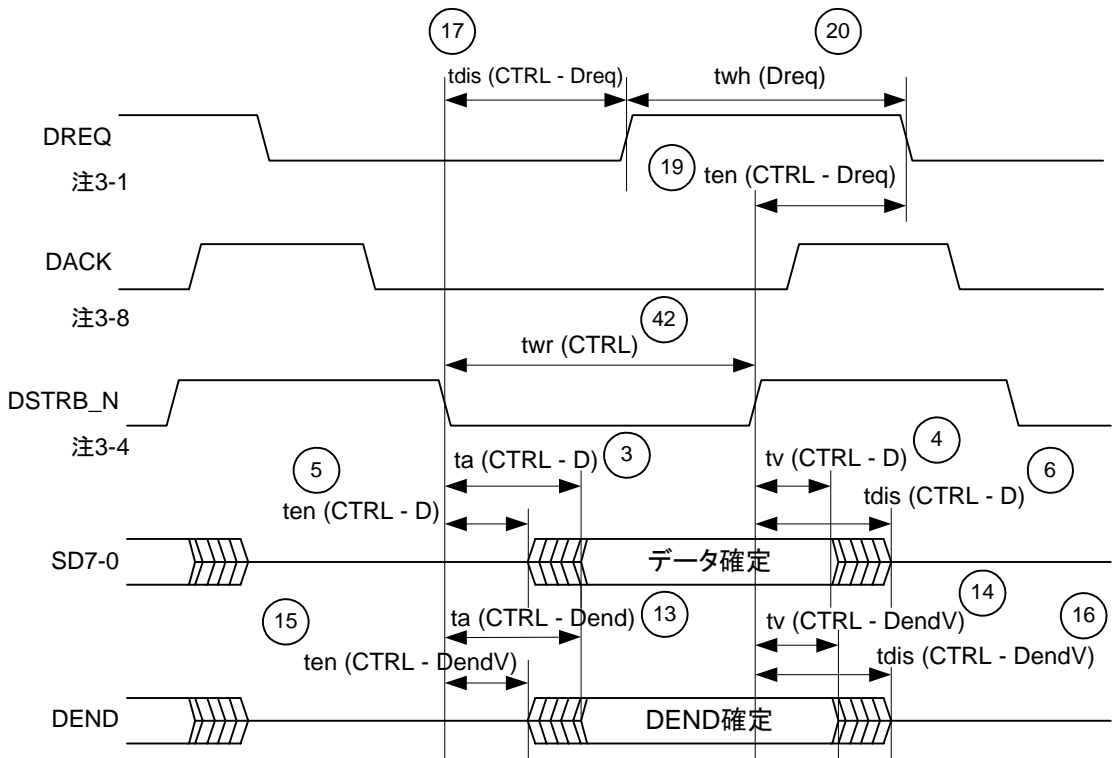 17
20
tdis (CTRL - Dreq)
twh (Dreq)
DREQ
注3-1
19
ten (CTRL - Dreq)
DACK
注3-8
42
twr (CTRL)
DSTRB_N
注3-4
5
ta (CTRL - D)
3
tv (CTRL - D)
4
6
ten (CTRL - D)
tdis (CTRL - D)
SD7-0
データ確定
15
ta (CTRL - Dend)
13
tv (CTRL - DendV)
14
16
ten (CTRL - DendV)
tdis (CTRL - DendV)
DEND
DEND確定